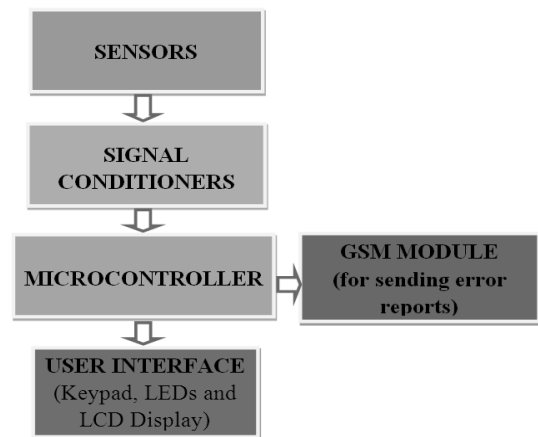 SENSORS
SIGNAL
CONDITIONERS
MICROCONTROLLER
GSM MODULE
(for sending error
reports)
USER INTERFACE
(Keypad, LEDs and
LCD Display)